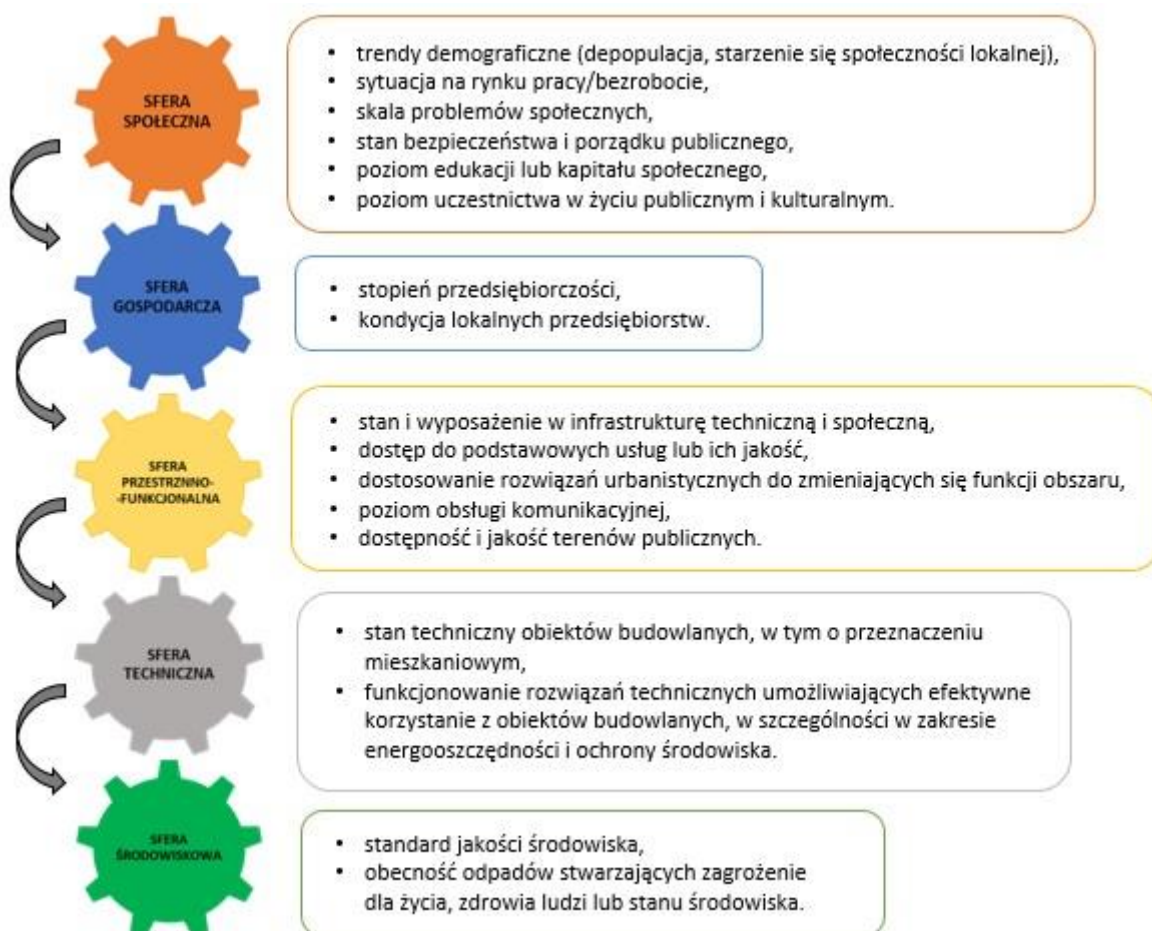 SFERA
SPOŁECZNA
• trendy demograficzne (depopulacja, starzenie się społeczności lokalnej),
• sytuacja na rynku pracy/bezrobocie,
• skala problemów społecznych,
• stan bezpieczeństwa i porządku publicznego,
• poziom edukacji lub kapitału społecznego,
• poziom uczestnictwa w życiu publicznym i kulturalnym.
SFERA
GOSPODARCZA
• stopień przedsiębiorczości,
• kondycja lokalnych przedsiębiorstw.
SFERA
PRZESTRZNNO-
-FUNKCJONALNA
• stan i wyposażenie w infrastrukturę techniczną i społeczną,
• dostęp do podstawowych usług lub ich jakość,
• dostosowanie rozwiązań urbanistycznych do zmieniających się funkcji obszaru,
• poziom obsługi komunikacyjnej,
• dostępność i jakość terenów publicznych.
SFERA
TECHNICZNA
• stan techniczny obiektów budowlanych, w tym o przeznaczeniu
mieszkaniowym,
• funkcjonowanie rozwiązań technicznych umożliwiających efektywne
korzystanie z obiektów budowlanych, w szczególności w zakresie
energooszczędności i ochrony środowiska.
SFERA
ŚRODOWISKOWA
• standard jakości środowiska,
• obecność odpadów stwarzających zagrożenie
dla życia, zdrowia ludzi lub stanu środowiska.